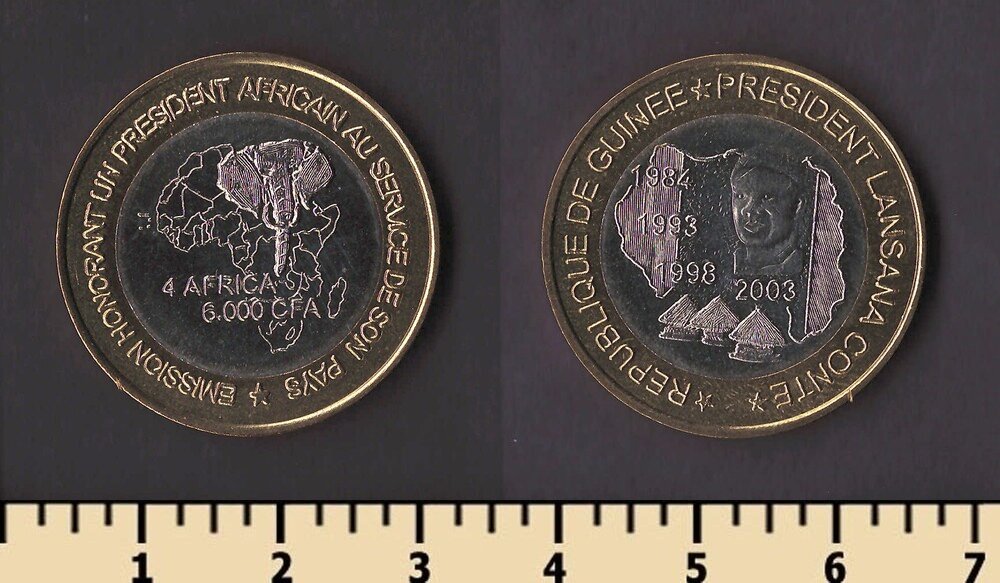 EMISSION HONORANT UN PRESIDENT AFRICAIN AU SERVICE DE SON PAYS
4 AFRICA
6.000 CFA
REPUBLIQUE DE GUINEE ★ PRESIDENT LANSANA CONTE
1984
1993
1998
2003
1 2 3 4 5 6 7